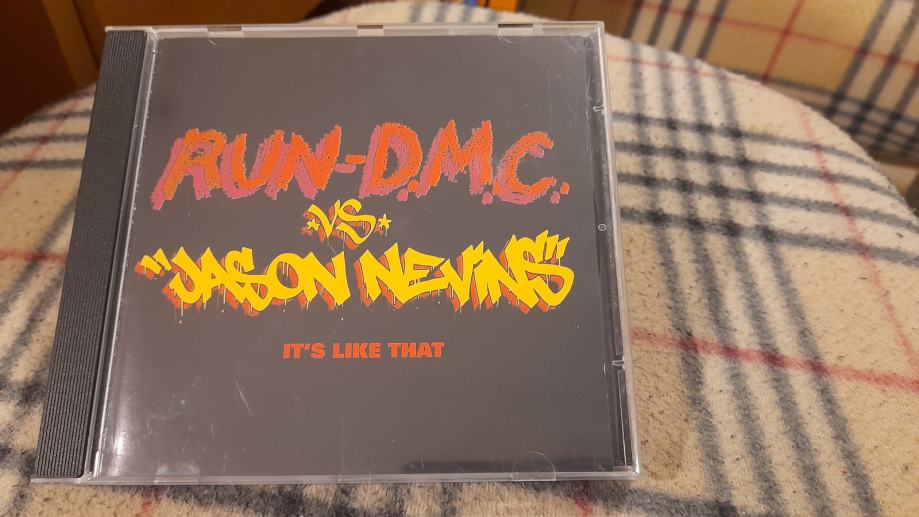 RUN-D.M.C.
*VS*
"JASON NEVINS"
IT'S LIKE THAT